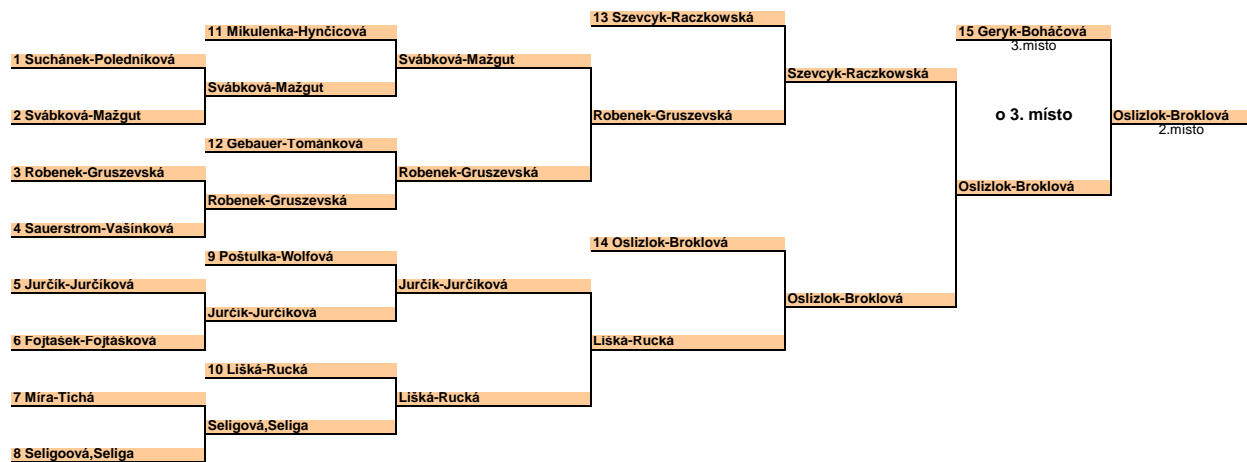 13 Szevcyk-Raczkowská
11 Mikulenka-Hynčicová
15 Geryk-Boháčová
3.místo
1 Suchánek-Poledníková
Svábková-Mažgut
Szevcyk-Raczkowská
Svábková-Mažgut
2 Svábková-Mažgut
Robenek-Gruszevská
o 3. místo
Oslizlok-Broklová
2.místo
12 Gebauer-Tománková
3 Robenek-Gruszevská
Robenek-Gruszevská
Oslizlok-Broklová
Robenek-Gruszevská
4 Sauerstrom-Vašínková
14 Oslizlok-Broklová
9 Poštulka-Wolfová
5 Jurčík-Jurčíková
Jurčík-Jurčíková
Oslizlok-Broklová
Jurčík-Jurčíková
6 Fojtašek-Fojtášková
Lišká-Rucká
10 Lišká-Rucká
7 Míra-Tichá
Lišká-Rucká
Seligová,Seliga
8 Seligoová,Seliga